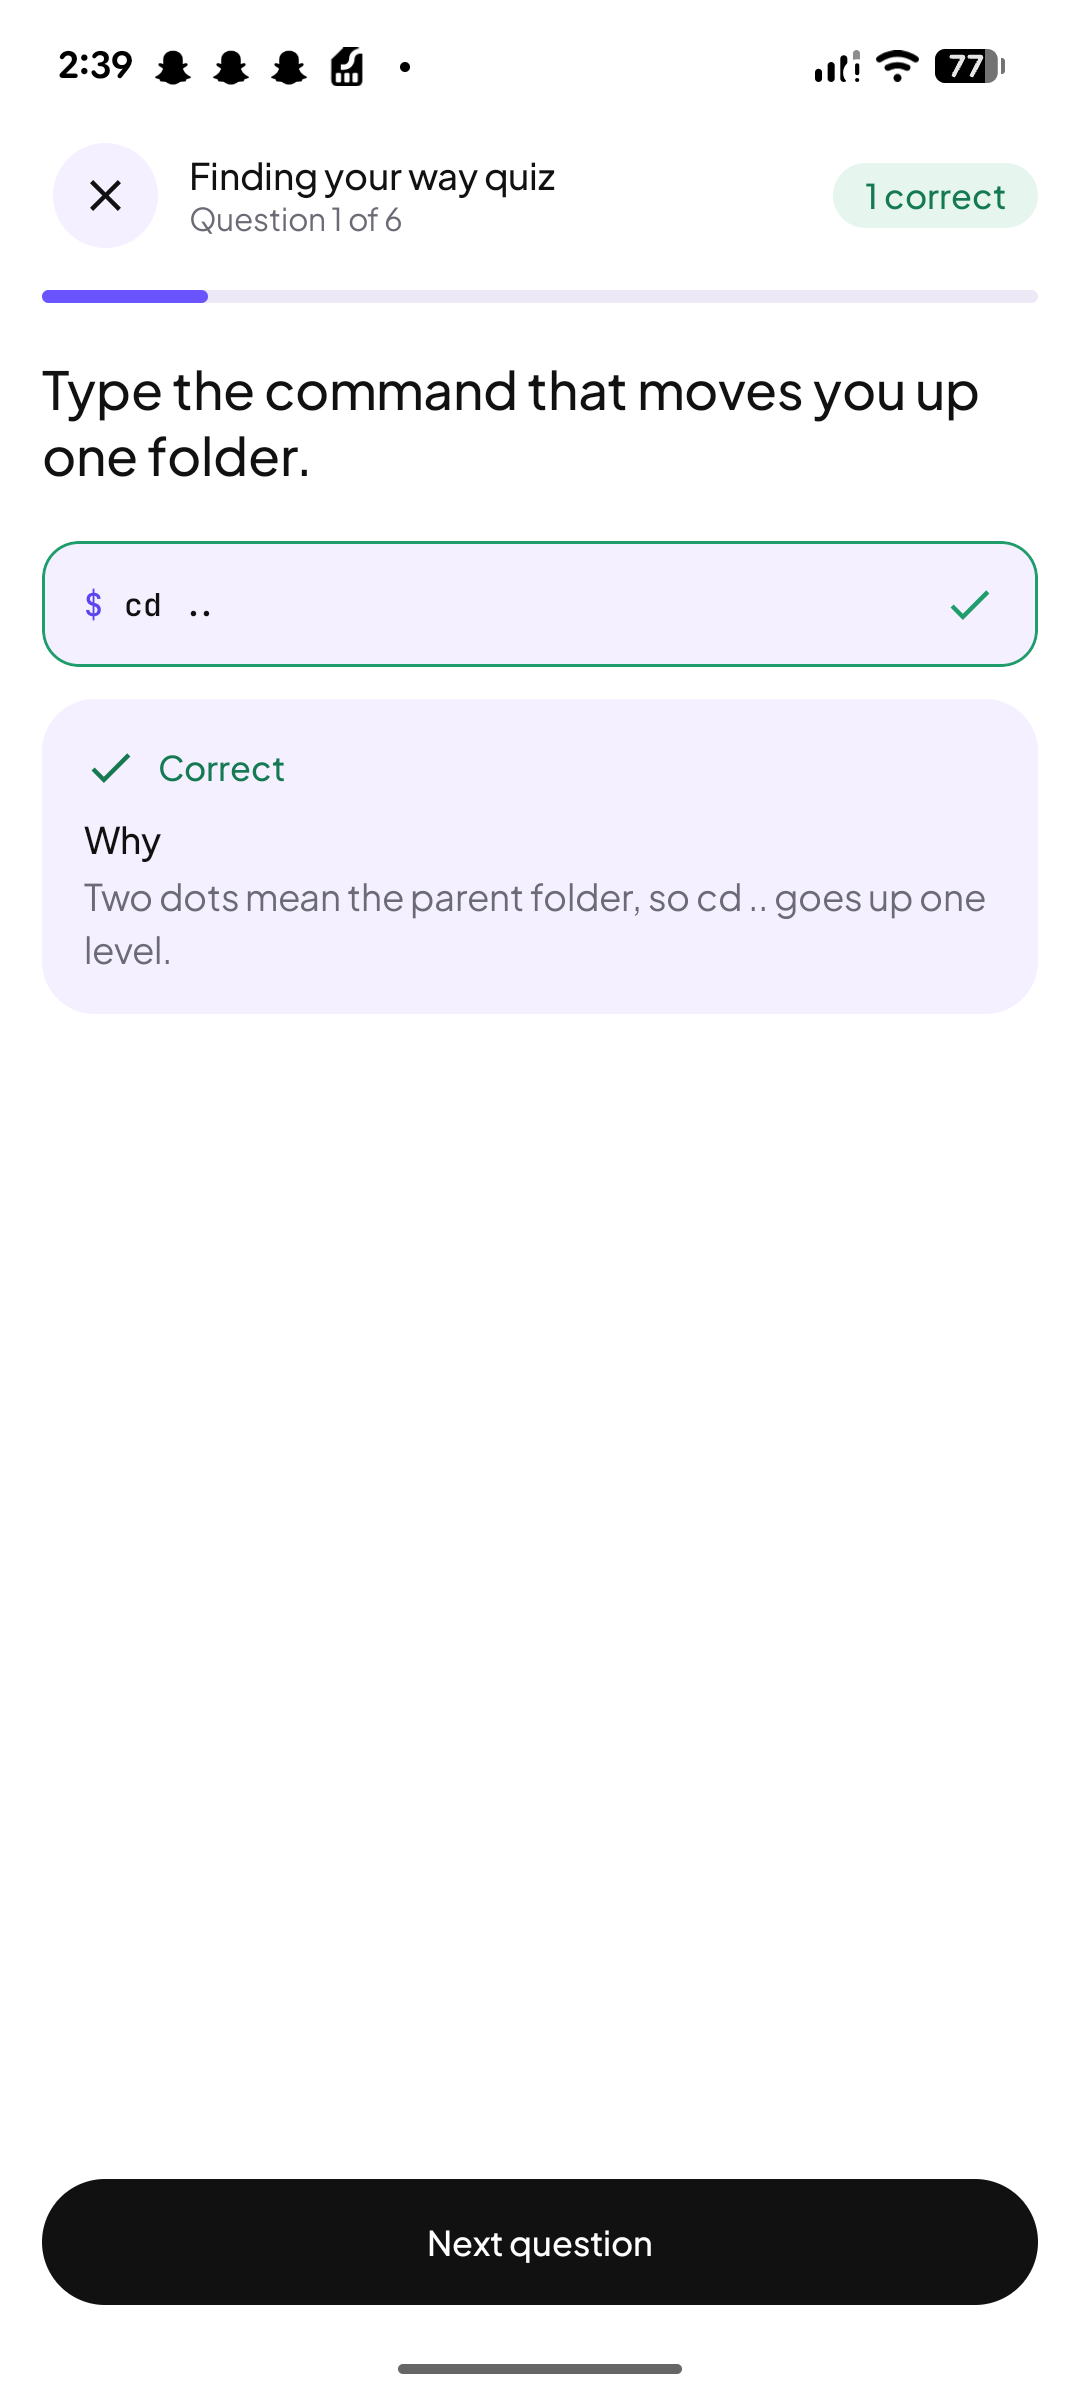 2:39
77
Finding your way quiz
Question 1 of 6
1 correct
Type the command that moves you up
one folder.
$ cd ..
Correct
Why
Two dots mean the parent folder, so cd .. goes up one
level.
Next question